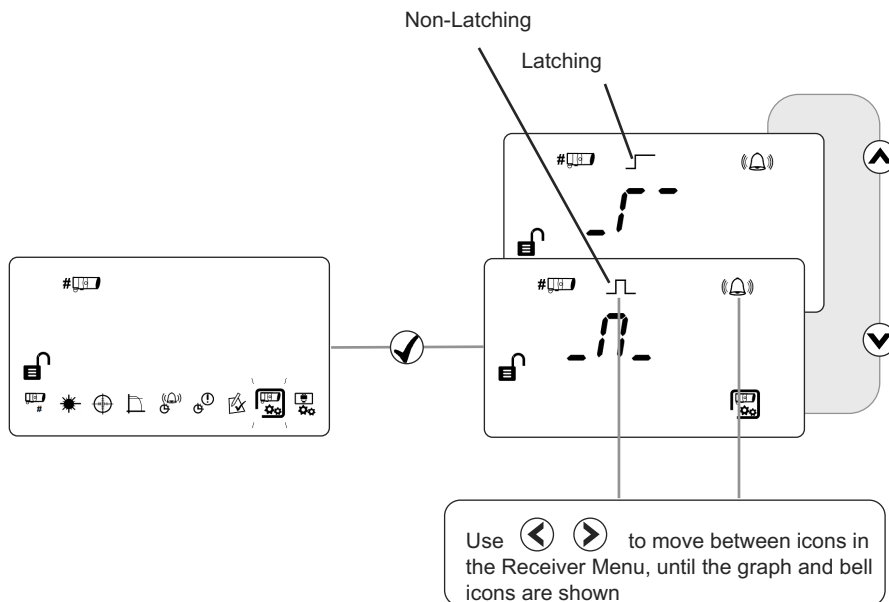 Non-Latching
Latching
#
#
#
#
Use to move between icons in
the Receiver Menu, until the graph and bell
icons are shown